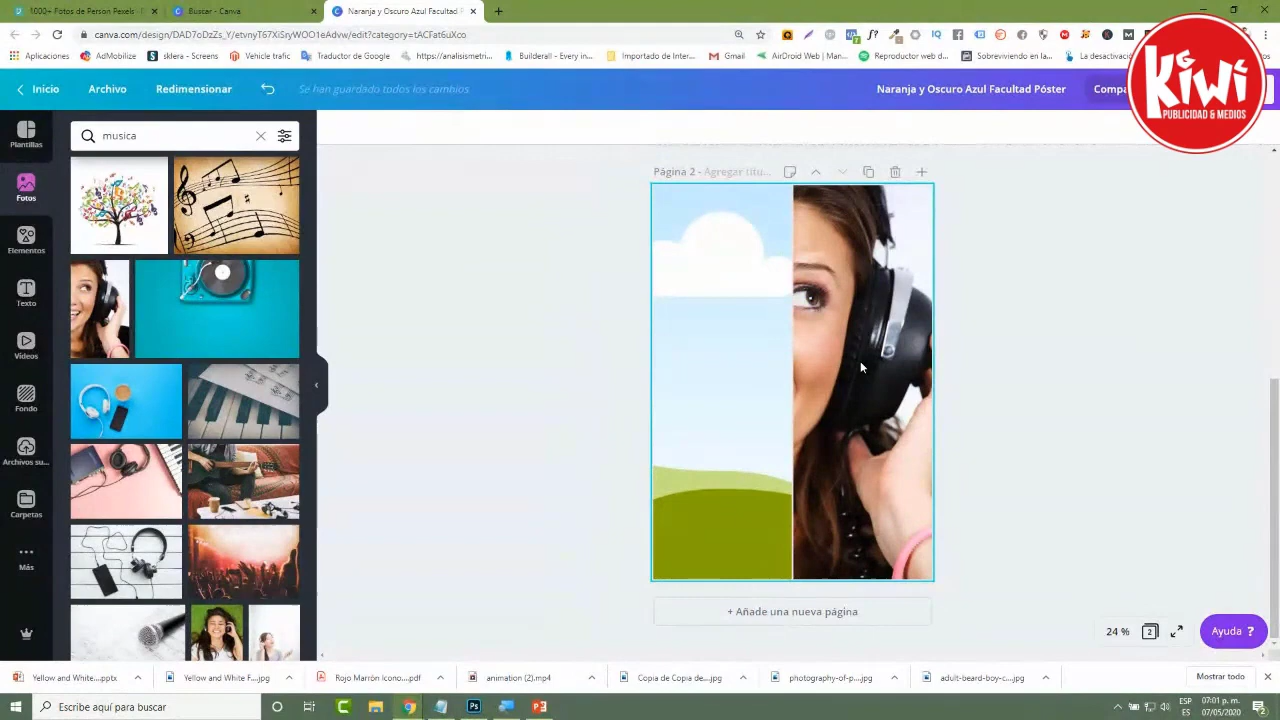 1000+ Fotos de Person Pexels
Buscar - Canva
Naranja y Oscuro Azul Facultad P
canva.com/design/DAD7oDzZs_Y/etvnyT67XiSryWOO1eAdvw/edit?category=tACFat6uXco
Aplicaciones
AdMobilize
sklera - Screens
Vehicle trafic
Traductor de Google
https://analisismetri...
Builderall - Engli...
Importado de Inter...
Gmail
AirDroid Web | Man...
Reproductor web d...
Sobreviviendo en la...
La desactivació
Inicio
Archivo
Redimensionar
Se han guardado todos los cambios
Naranja y Oscuro Azul Facultad Póster
Compa
KIWI
PUBLICIDAD & MEDIOS
Plantillas
Fotos
Elementos
Texto
Vídeos
Fondo
Archivos su...
Carpetas
Más
musica
Página 2 - Agregar títu...
+ Añade una nueva página
24 %
2
Ayuda ?
Yellow and White....pptx
Yellow and White F....jpg
Rojo Marrón Icono....pdf
animation (2).mp4
Copia de Copia de....jpg
photography-of-p....jpg
adult-beard-boy-c....jpg
Mostrar todo
Escribe aquí para buscar
ESP
ES
07:01 p. m.
07/05/2020
2